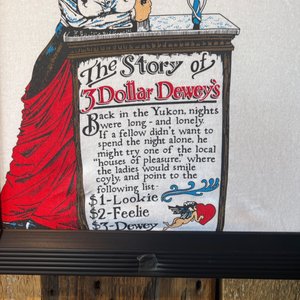 The Story of
$3 Dollar Dewey's
Back in the Yukon, nights
were long - and lonely.
If a fellow didn't want to
spend the night alone, he
might try one of the local
"houses of pleasure," where
the ladies would smile
coyly, and point to the
following list:
$1-Lookie
$2-Feelie
$3-Dewey